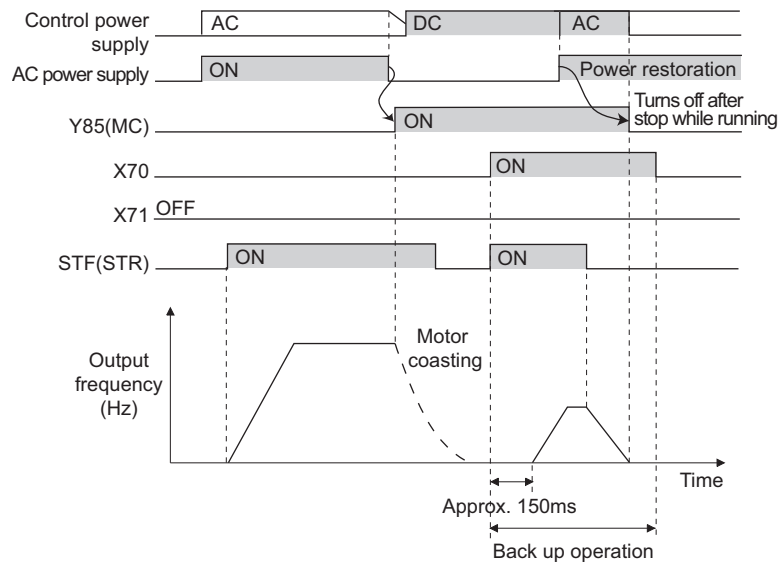 Control power
supply
AC
DC
AC
AC power supply
ON
Power restoration
Turns off after
stop while running
Y85(MC)
ON
X70
ON
X71
OFF
STF(STR)
ON
ON
Output
frequency
(Hz)
Motor
coasting
Time
Approx. 150ms
Back up operation